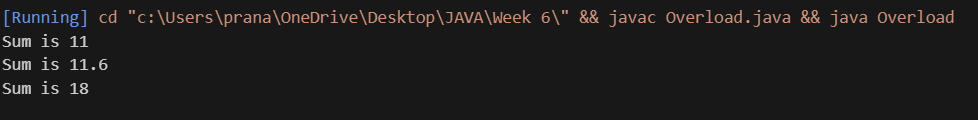 [Running] cd "c:\Users\prana\OneDrive\Desktop\JAVA\Week 6\" && javac Overload.java && java Overload
Sum is 11
Sum is 11.6
Sum is 18